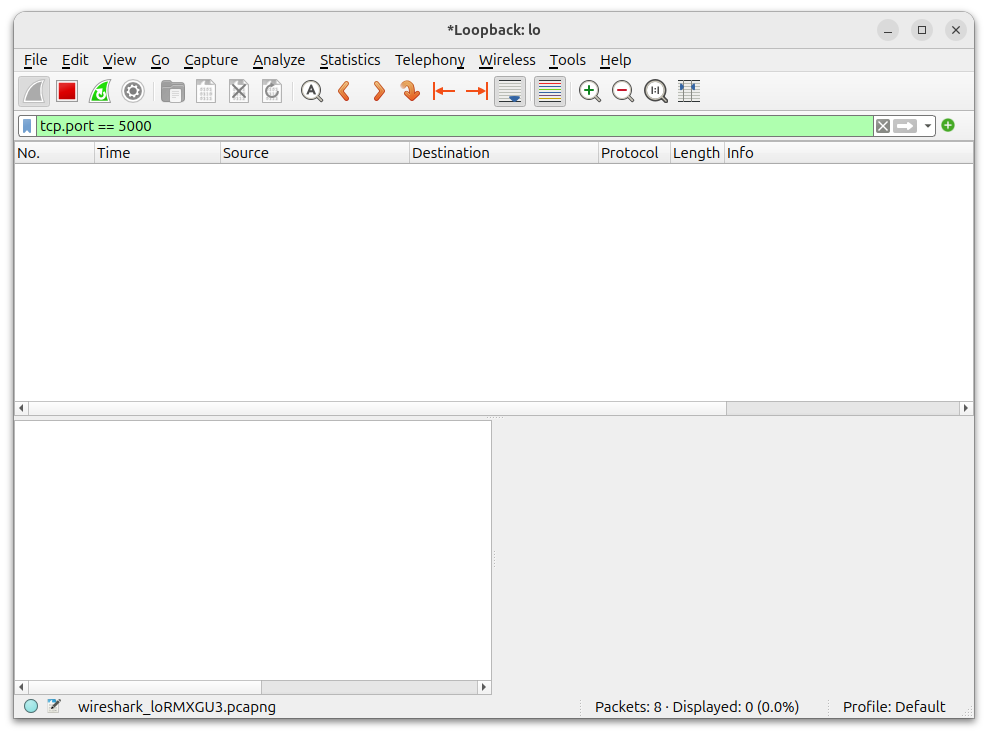 *Loopback: lo
File Edit View Go Capture Analyze Statistics Telephony Wireless Tools Help
tcp.port == 5000
No. Time Source Destination Protocol Length Info
wireshark_loRMXGU3.pcapng Packets: 8 · Displayed: 0 (0.0%) Profile: Default